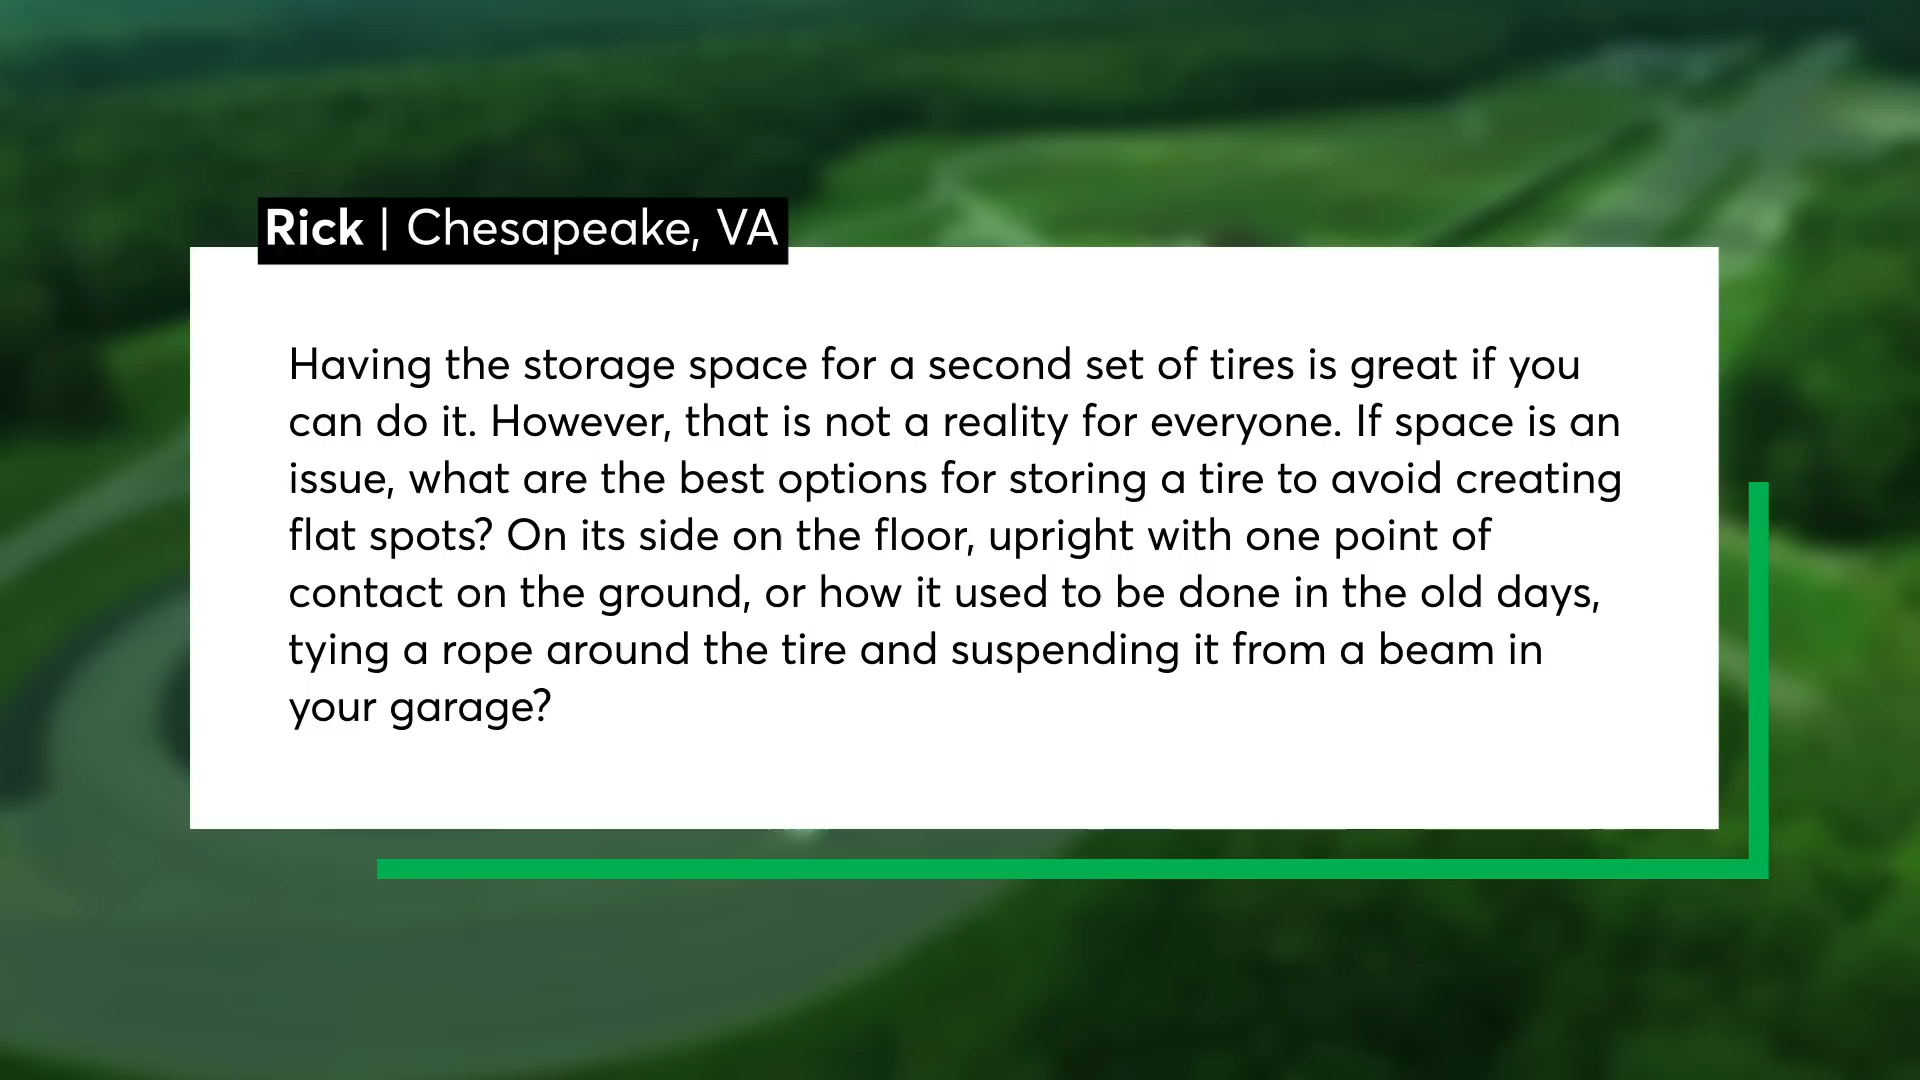 Rick | Chesapeake, VA
Having the storage space for a second set of tires is great if you
can do it. However, that is not a reality for everyone. If space is an
issue, what are the best options for storing a tire to avoid creating
flat spots? On its side on the floor, upright with one point of
contact on the ground, or how it used to be done in the old days,
tying a rope around the tire and suspending it from a beam in
your garage?